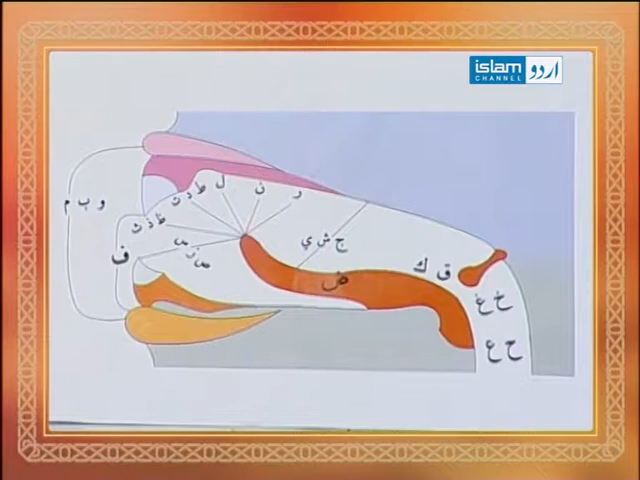 islam اردو
CHANNEL
ط د ت
ل
ن
ر
و ب م
ظ ذ ث
ف
ص ز س
ج ش ي
ض
ق ك
خ غ
ح ع